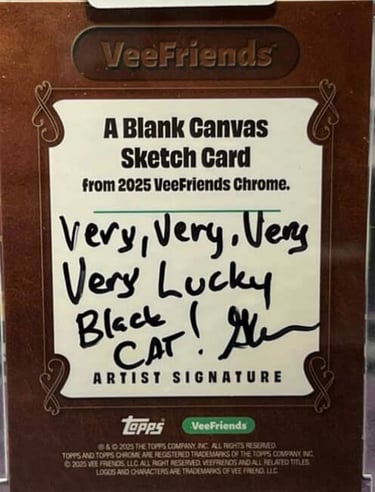 VeeFriends
A Blank Canvas
Sketch Card
from 2025 VeeFriends Chrome.
Very, Very, Very
Very Lucky
Black!
CAT!
ARTIST SIGNATURE
Topps VeeFriends
® & © 2025 THE TOPPS COMPANY, INC. ALL RIGHTS RESERVED.
TOPPS AND TOPPS CHROME ARE REGISTERED TRADEMARKS OF THE TOPPS COMPANY, INC.
© 2025 VEE FRIENDS, LLC. ALL RIGHT RESERVED. VEEFRIENDS AND ALL RELATED TITLES,
LOGOS AND CHARACTERS ARE TRADEMARKS OF VEE FRIEND, LLC